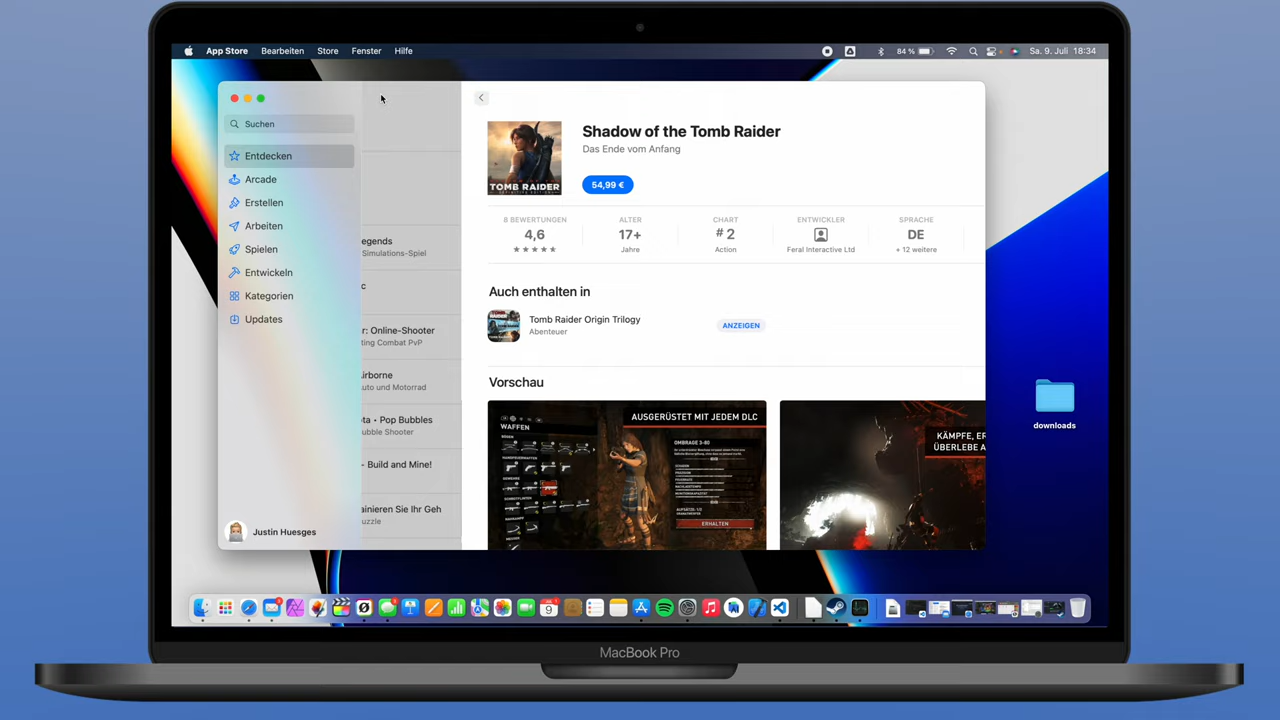 App Store Bearbeiten Store Fenster Hilfe
84 % Sa. 9. Juli 18:34
Suchen
Entdecken
Arcade
Erstellen
Arbeiten
Spielen
Entwickeln
Kategorien
Updates
Justin Huesges
egends
Simulations-Spiel
c
r: Online-Shooter
ting Combat PvP
irborne
uto und Motorrad
ta • Pop Bubbles
ubble Shooter
- Build and Mine!
ainieren Sie Ihr Geh
uzzle
TOMB RAIDER
Shadow of the Tomb Raider
Das Ende vom Anfang
54,99 €
8 BEWERTUNGEN
4,6
ALTER
17+
Jahre
CHART
# 2
Action
ENTWICKLER
Feral Interactive Ltd
SPRACHE
DE
+ 12 weitere
Auch enthalten in
Tomb Raider Origin Trilogy
Abenteuer
ANZEIGEN
Vorschau
AUSGERÜSTET MIT JEDEM DLC
WAFFEN
OMBRAGE 3-80
ERHALTEN
KÄMPFE, ER
ÜBERLEBE A
downloads
9
MacBook Pro